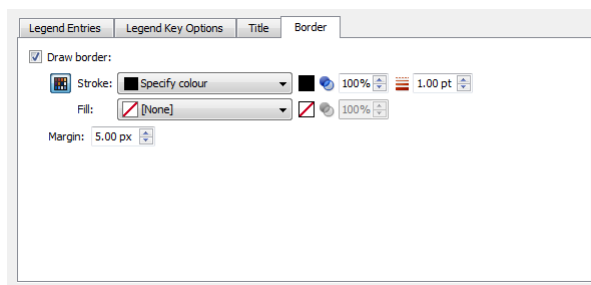 Legend Entries Legend Key Options Title Border
Draw border:
Stroke: Specify colour 100% 1.00 pt
Fill: [None] 100%
Margin: 5.00 px